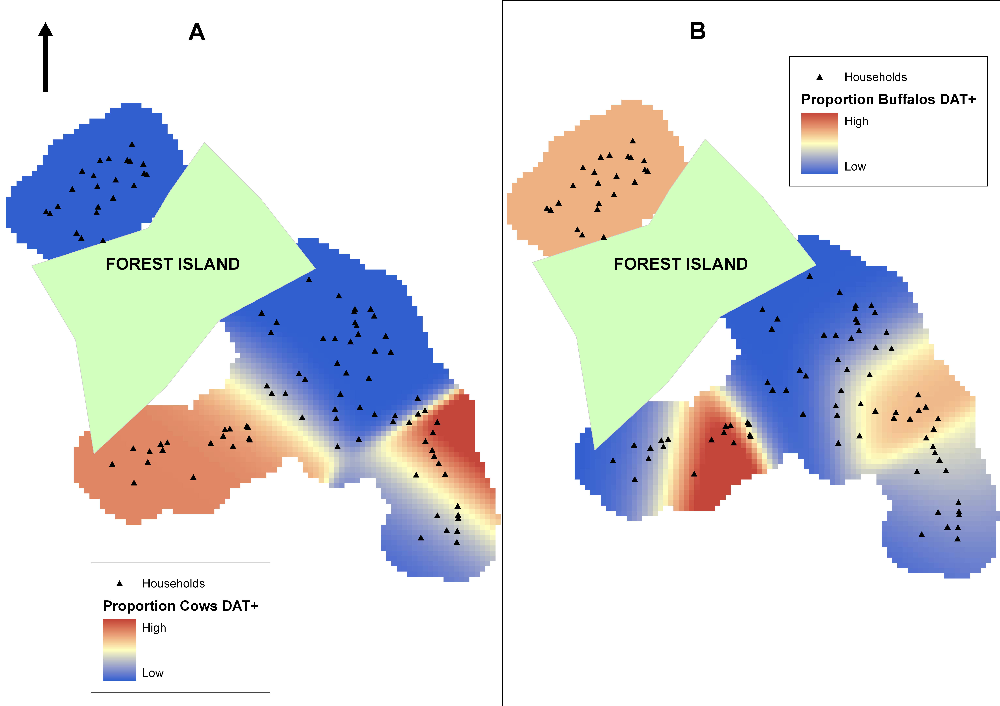 A
FOREST ISLAND
Households
Proportion Cows DAT+
High
Low
B
Households
Proportion Buffalos DAT+
High
Low
FOREST ISLAND